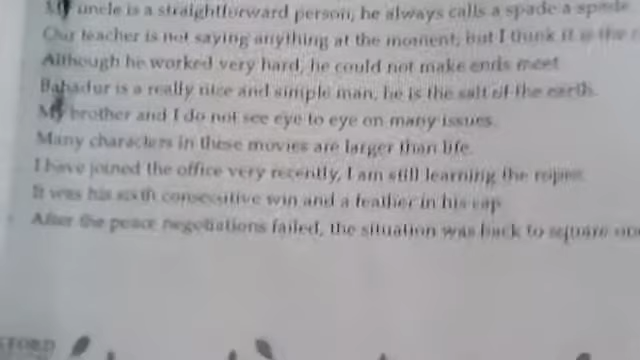 My uncle is a straightforward person; he always calls a spade a spade
Our teacher is not saying anything at the moment, but I think it is the
Although he worked very hard, he could not make ends meet
Bahadur is a really nice and simple man, he is the salt of the earth.
My brother and I do not see eye to eye on many issues.
Many characters in these movies are larger than life.
I have joined the office very recently, I am still learning the ropes.
It was his sixth consecutive win and a feather in his cap
After the peace negotiations failed, the situation was back to square one